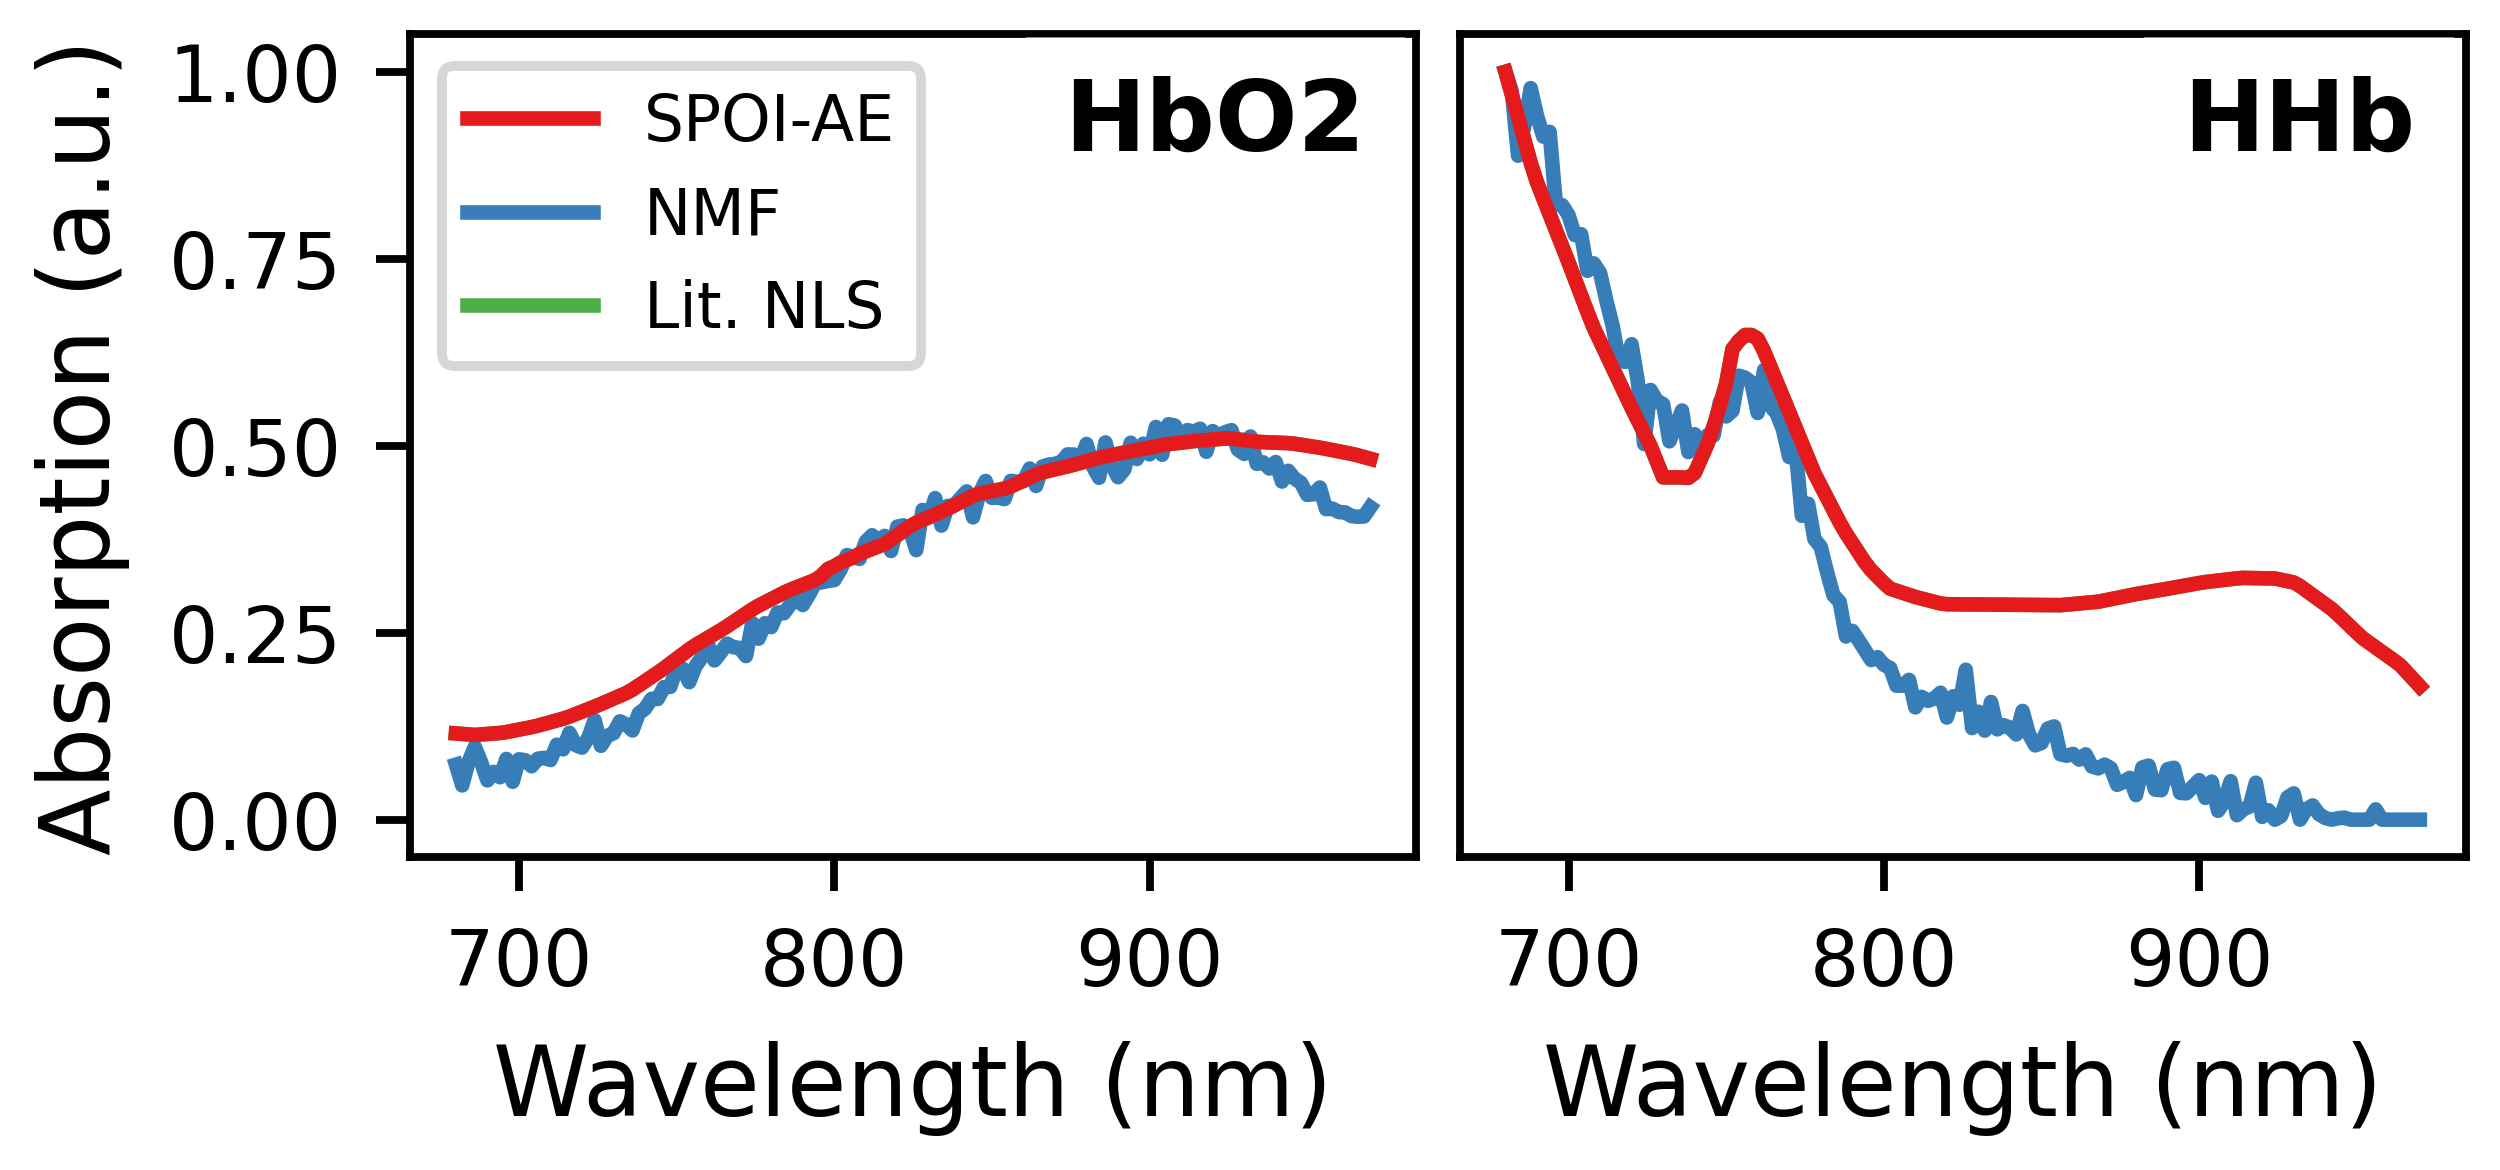 Absorption (a.u.)
1.00
0.75
0.50
0.25
0.00
SPOI-AE
NMF
Lit. NLS
HbO2
700 800 900
Wavelength (nm)
HHb
700 800 900
Wavelength (nm)